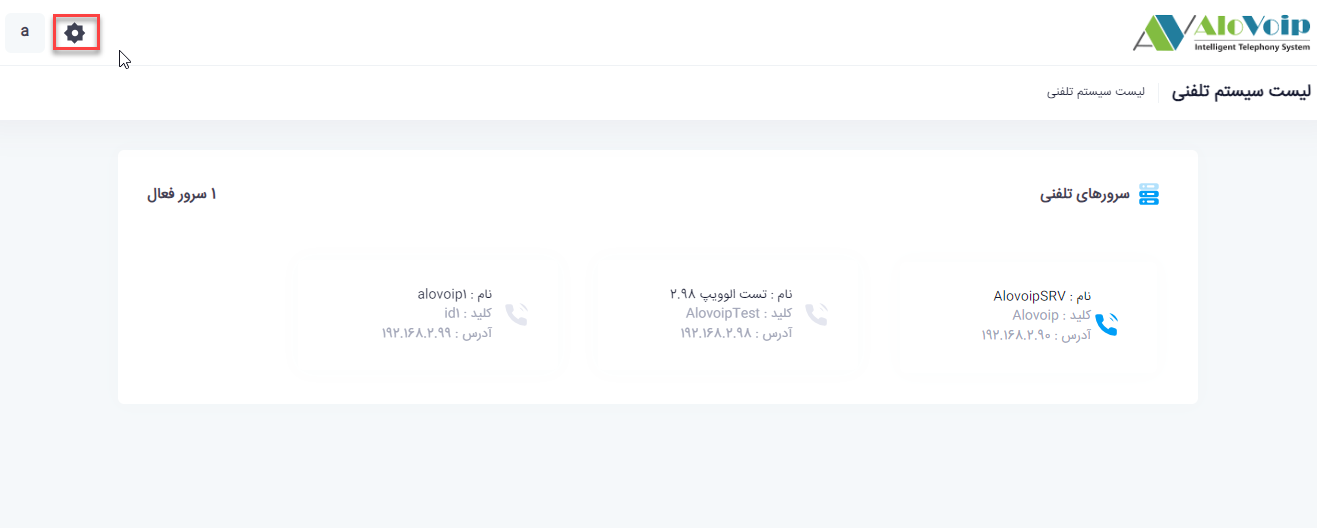 a
AloVoip
Intelligent Telephony System
لیست سیستم تلفنی
لیست سیستم تلفنی
سرورهای تلفنی
۱ سرور فعال
نام : AlovoipSRV
کلید : Alovoip
آدرس : ۱۹۲.۱۶۸.۲.۹۰
نام : تست الوویپ ۲.۹۸
کلید : AlovoipTest
آدرس : ۱۹۲.۱۶۸.۲.۹۸
نام : alovoip۱
کلید : id۱
آدرس : ۱۹۲.۱۶۸.۲.۹۹